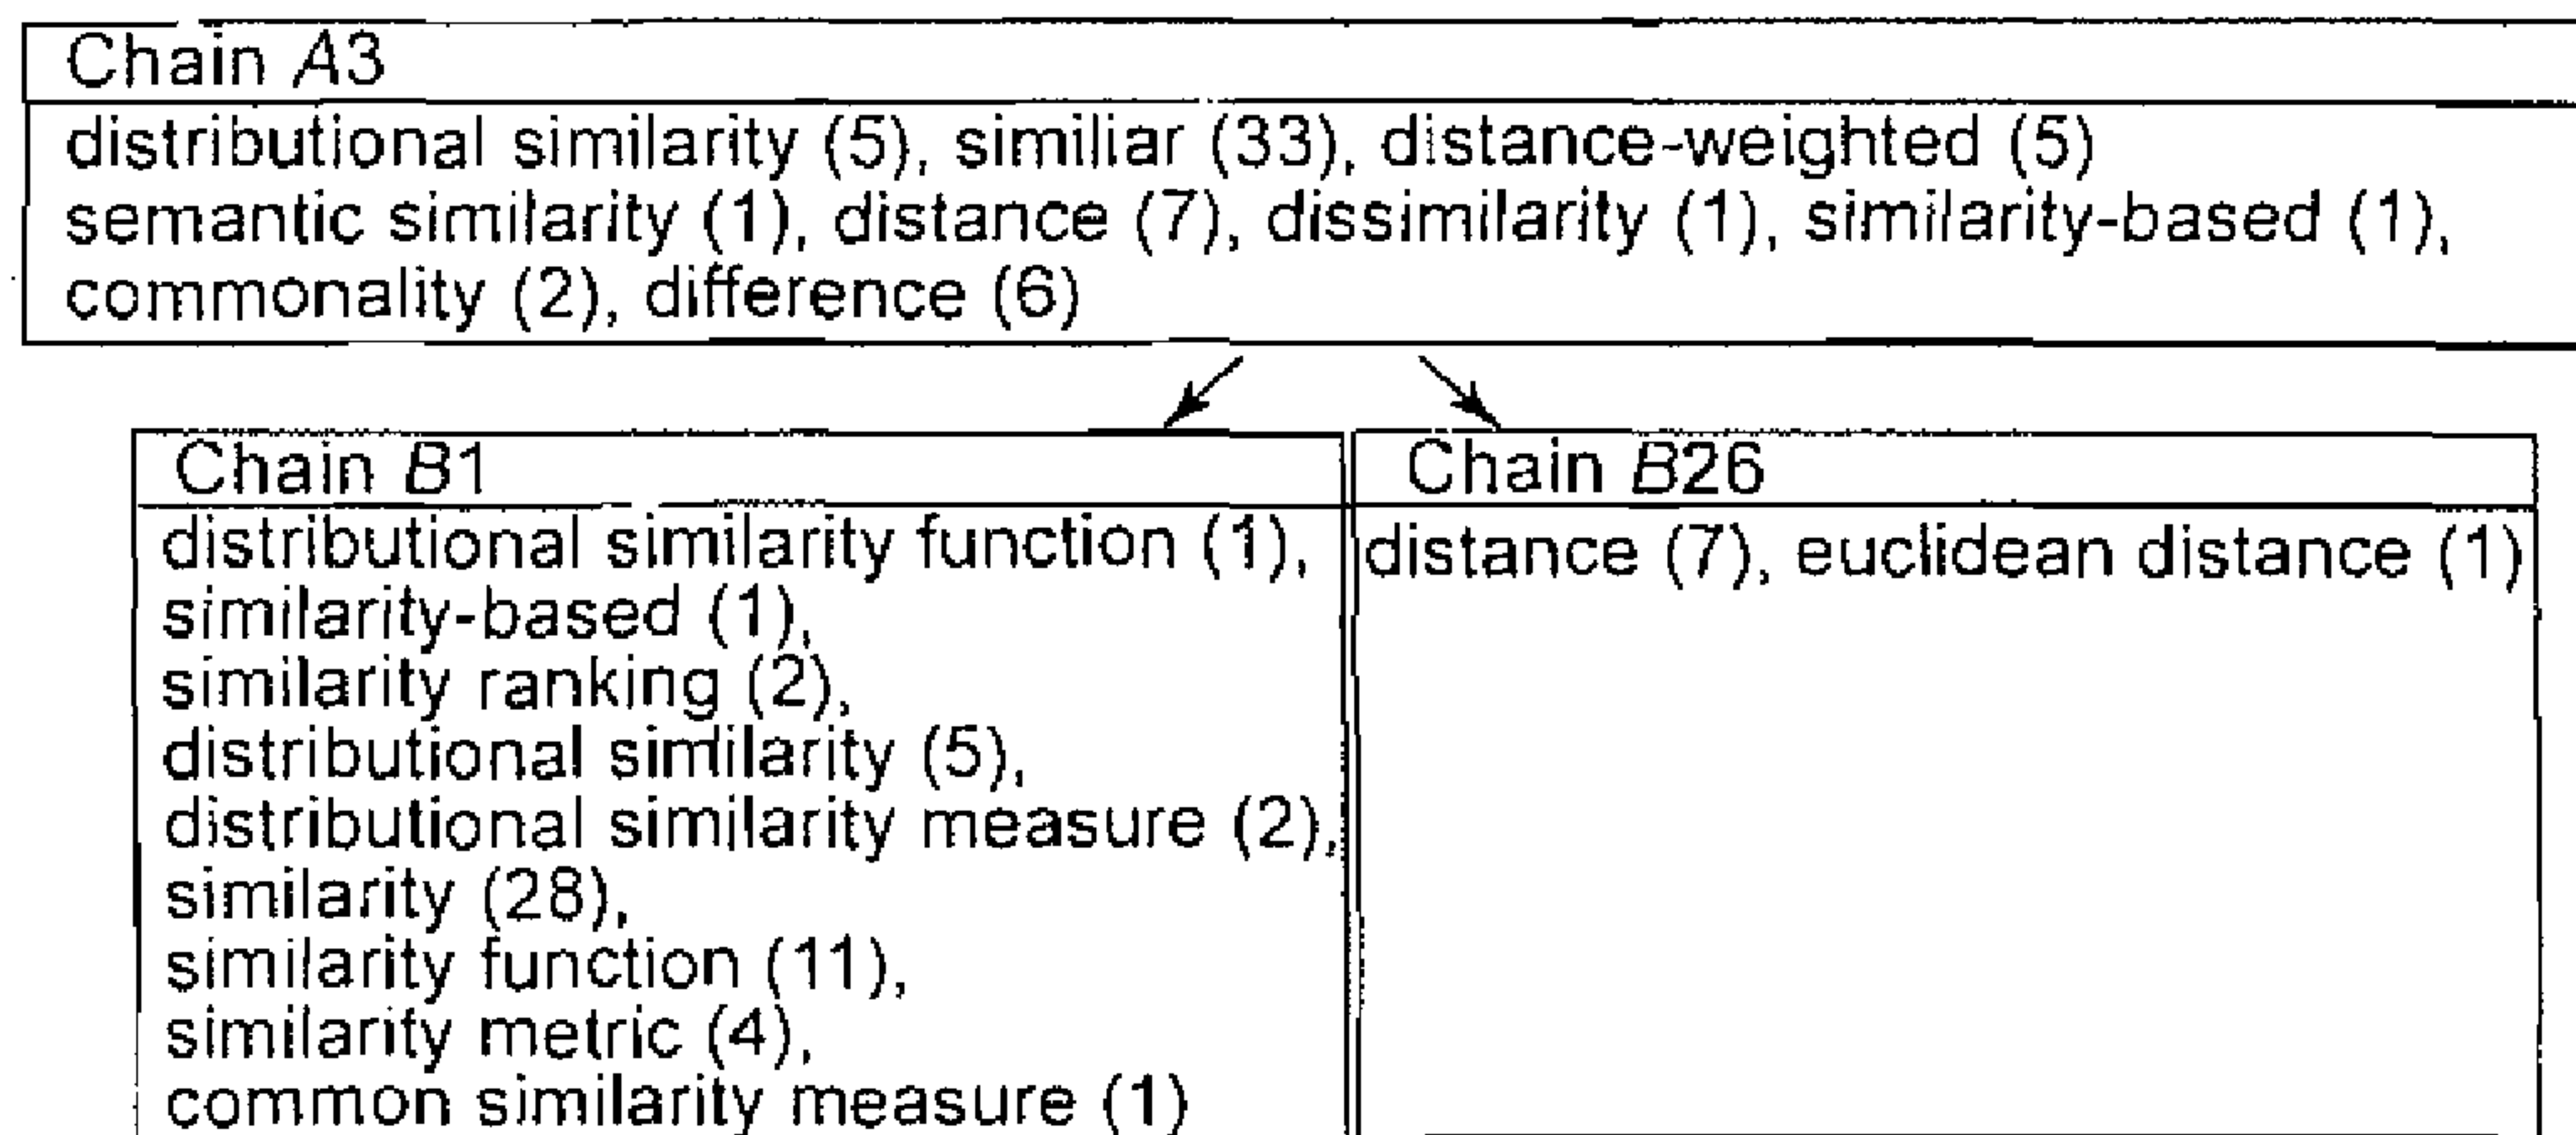 Chain A3
distributional similarity (5), similiar (33), distance-weighted (5)
semantic similarity (1), distance (7), dissimilarity (1), similarity-based (1),
commonality (2), difference (6)
Chain B1
distributional similarity function (1),
similarity-based (1),
similarity ranking (2),
distributional similarity (5),
distributional similarity measure (2),
similarity (28),
similarity function (11),
similarity metric (4),
common similarity measure (1)
Chain B26
distance (7), euclidean distance (1)